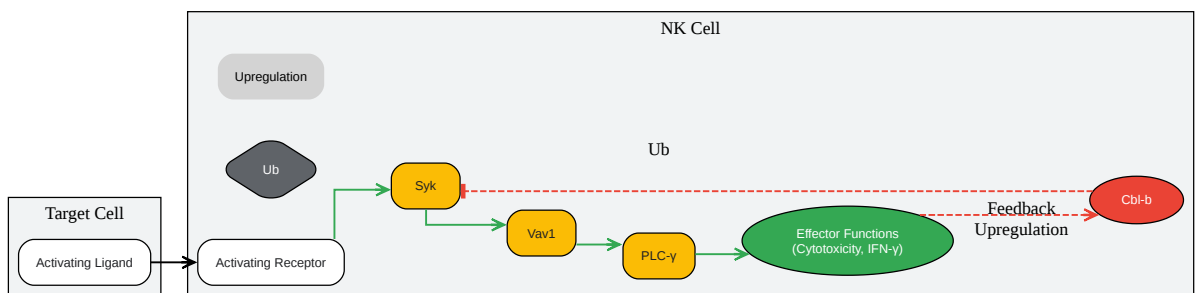 NK Cell
Upregulation
Ub
Ub
Syk
Cbl-b
Target Cell
Feedback
Upregulation
Vav1
Effector Functions
(Cytotoxicity, IFN-γ)
PLC-γ
Activating Ligand
Activating Receptor